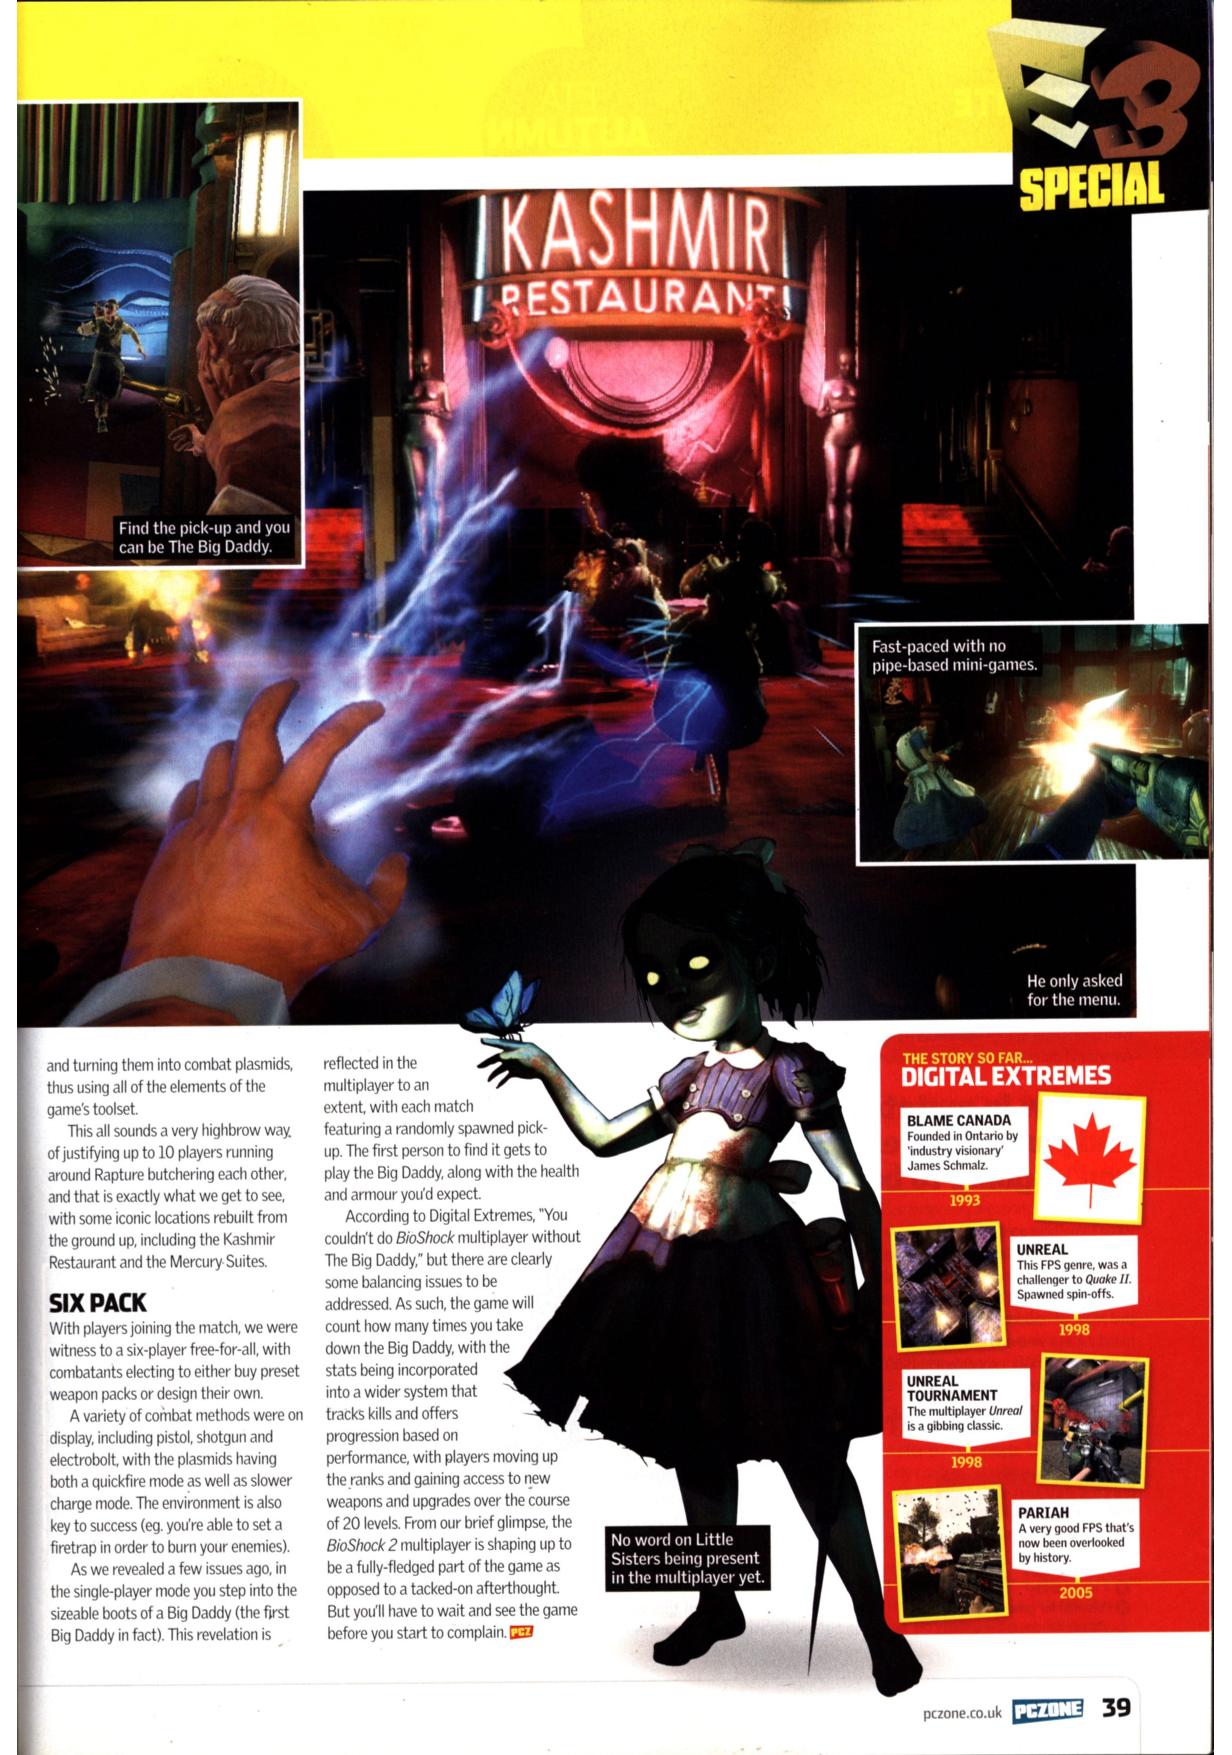 E3
SPECIAL
KASHMIR
RESTAURANT
Find the pick-up and you
can be The Big Daddy.
Fast-paced with no
pipe-based mini-games.
He only asked
for the menu.
and turning them into combat plasmids,
thus using all of the elements of the
game's toolset.
This all sounds a very highbrow way
of justifying up to 10 players running
around Rapture butchering each other,
and that is exactly what we get to see,
with some iconic locations rebuilt from
the ground up, including the Kashmir
Restaurant and the Mercury Suites.
SIX PACK
With players joining the match, we were
witness to a six-player free-for-all, with
combatants electing to either buy preset
weapon packs or design their own.
A variety of combat methods were on
display, including pistol, shotgun and
electrobolt, with the plasmids having
both a quickfire mode as well as slower
charge mode. The environment is also
key to success (eg. you're able to set a
firetrap in order to burn your enemies).
As we revealed a few issues ago, in
the single-player mode you step into the
sizeable boots of a Big Daddy (the first
Big Daddy in fact). This revelation is
reflected in the
multiplayer to an
extent, with each match
featuring a randomly spawned pick-
up. The first person to find it gets to
play the Big Daddy, along with the health
and armour you'd expect.
According to Digital Extremes, "You
couldn't do BioShock multiplayer without
The Big Daddy," but there are clearly
some balancing issues to be
addressed. As such, the game will
count how many times you take
down the Big Daddy, with the
stats being incorporated
into a wider system that
tracks kills and offers
progression based on
performance, with players moving up
the ranks and gaining access to new
weapons and upgrades over the course
of 20 levels. From our brief glimpse, the
BioShock 2 multiplayer is shaping up to
be a fully-fledged part of the game as
opposed to a tacked-on afterthought.
But you'll have to wait and see the game
before you start to complain. PCZ
No word on Little
Sisters being present
in the multiplayer yet.
THE STORY SO FAR...
DIGITAL EXTREMES
BLAME CANADA
Founded in Ontario by
'industry visionary'
James Schmalz.
1993
UNREAL
This FPS genre, was a
challenger to Quake II.
Spawned spin-offs.
1998
UNREAL
TOURNAMENT
The multiplayer Unreal
is a gibbing classic.
1998
PARIAH
A very good FPS that's
now been overlooked
by history.
2005
pczone.co.uk PCZONE 39